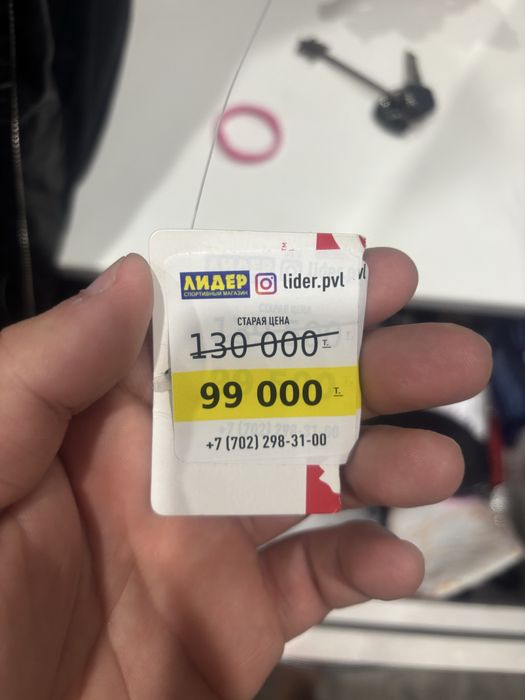 ЛИДЕР
СПОРТИВНЫЙ МАГАЗИН
lider.pvl
СТАРАЯ ЦЕНА
130 000 т.
99 000 т.
+7 (702) 298-31-00